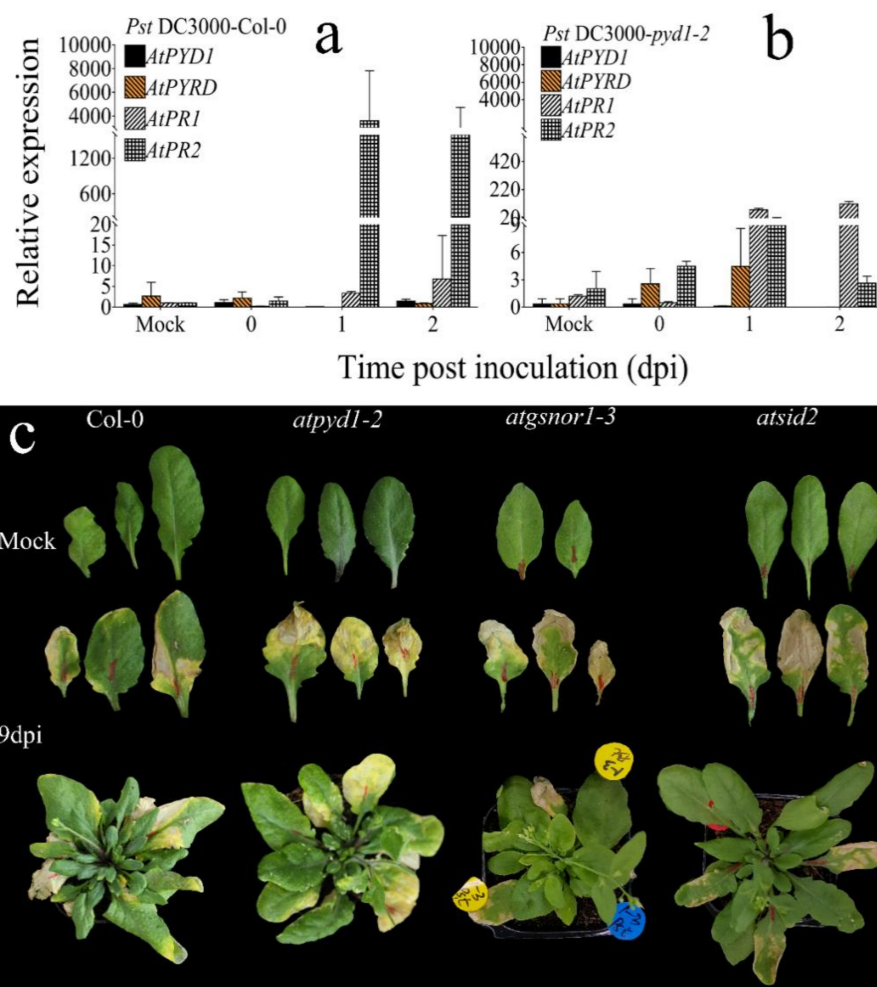 Pst DC3000-Col-0
a
AtPYD1
AtPYRD
AtPR1
AtPR2
10000
8000
6000
4000
1200
600
20
15
10
5
0
Relative expression
Mock
0
1
2
Pst DC3000-pyd1-2
b
AtPYD1
AtPYRD
AtPR1
AtPR2
10000
8000
6000
4000
420
220
20
6
3
0
Mock
0
1
2
Time post inoculation (dpi)
c
Col-0
atpyd1-2
atgsnor1-3
atsid2
Mock
9dpi